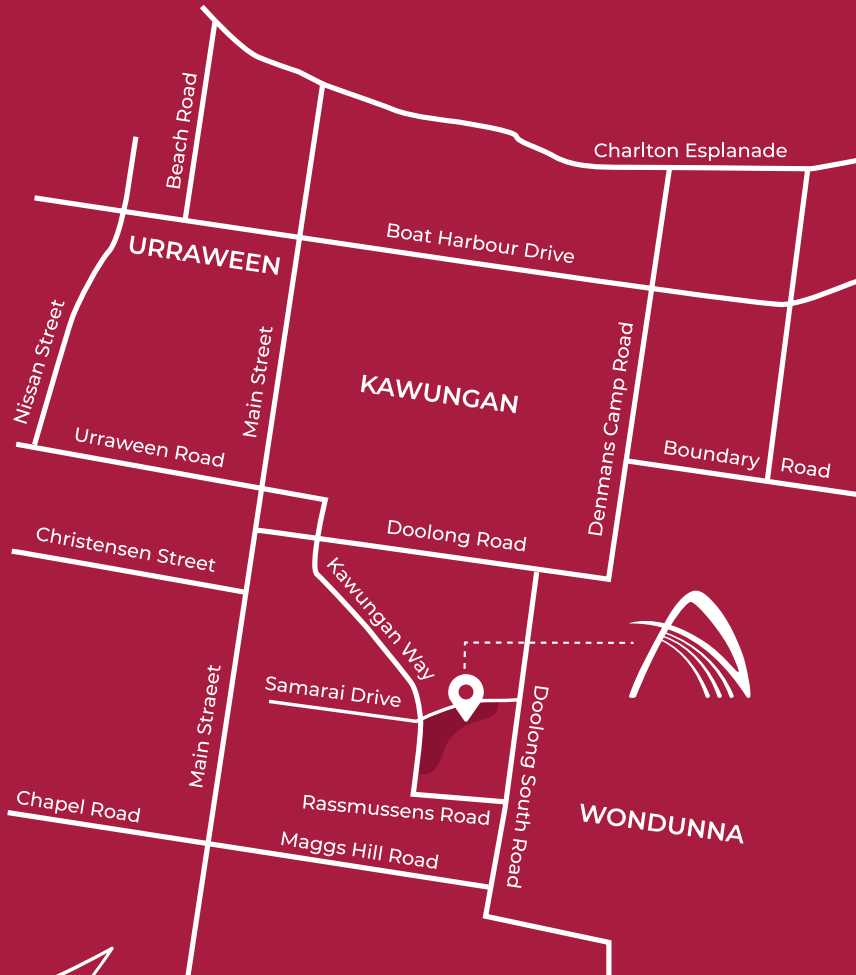 Beach Road
Charlton Esplanade
Boat Harbour Drive
URRAWEEN
Nissan Street
Main Street
KAWUNGAN
Denmans Camp Road
Urraween Road
Boundary Road
Christensen Street
Doolong Road
Kawungan Way
Samarai Drive
Main Straeet
Doolong South Road
Chapel Road
Rassmussens Road
WONDUNNA
Maggs Hill Road